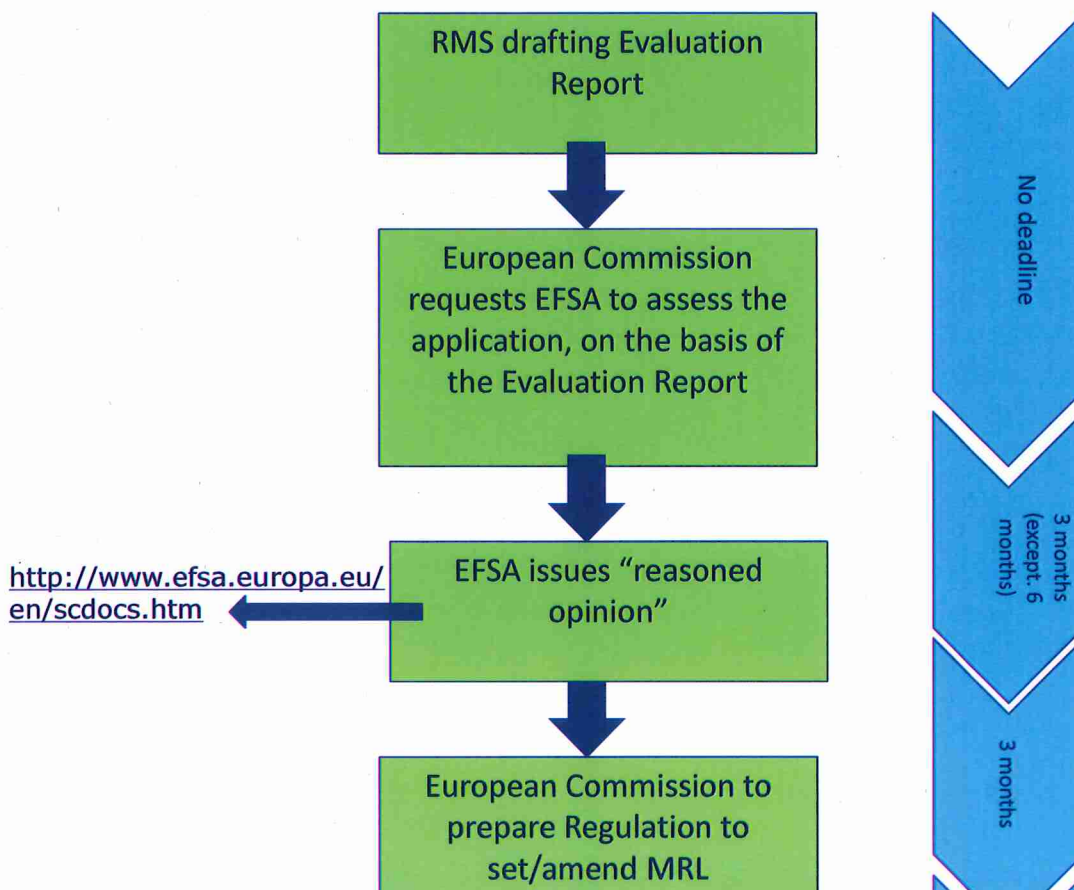 RMS drafting Evaluation
Report
No deadline
European Commission
requests EFSA to assess the
application, on the basis of
the Evaluation Report
3 months
(except. 6
months)
http://www.efsa.europa.eu/
en/scdocs.htm
EFSA issues “reasoned
opinion”
3 months
European Commission to
prepare Regulation to
set/amend MRL